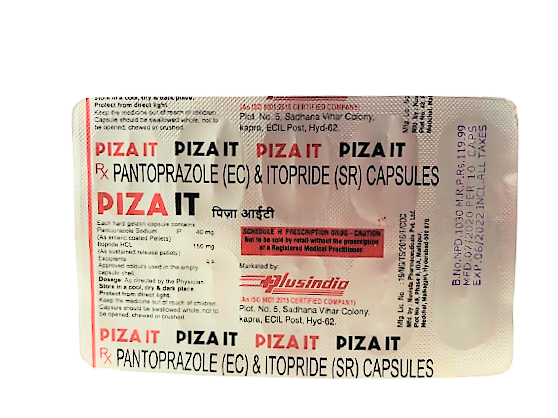 Store in a cool, dry & dark place.
Protect from direct light.
Keep the medicine out of reach of children.
Capsule should be swallowed whole, not to
be opened, chewed or crushed.
(An ISO 9001:2015 CERTIFIED COMPANY)
Plot. No. 5, Sadhana Vihar Colony,
kapra, ECIL Post, Hyd-62.
PIZA IT PIZA IT PIZA IT PIZA IT
Rx PANTOPRAZOLE (EC) & ITOPRIDE (SR) CAPSULES
PIZA IT पिज़ा आईटी
Each hard gelatin capsule contains:
Pantoprazole Sodium IP 40 mg
(As enteric coated Pellets)
Itopride HCL 150 mg
(As sustained release pellets)
Excipients q.s.
Approved colours used in the empty
capsule shell.
Dosage: As directed by the Physician.
Store in a cool, dry & dark place.
Protect from direct light.
Keep the medicine out of reach of children.
Capsule should be swallowed whole, not to
be opened, chewed or crushed.
SCHEDULE H PRESCRIPTION DRUG - CAUTION
Not to be sold by retail without the prescription
of a Registered Medical Practitioner.
Marketed by:
Plusindia
(An ISO 9001:2015 CERTIFIED COMPANY)
Plot. No. 5, Sadhana Vihar Colony,
kapra, ECIL Post, Hyd-62.
B.No.NPD1030 M.R.P.Rs.119.99
MFD.07/2020 PER 10 CAPS
EXP.06/2022 INCL.ALL TAXES
PIZA IT PIZA IT PIZA IT PIZA IT
Rx PANTOPRAZOLE (EC) & ITOPRIDE (SR) CAPSULES